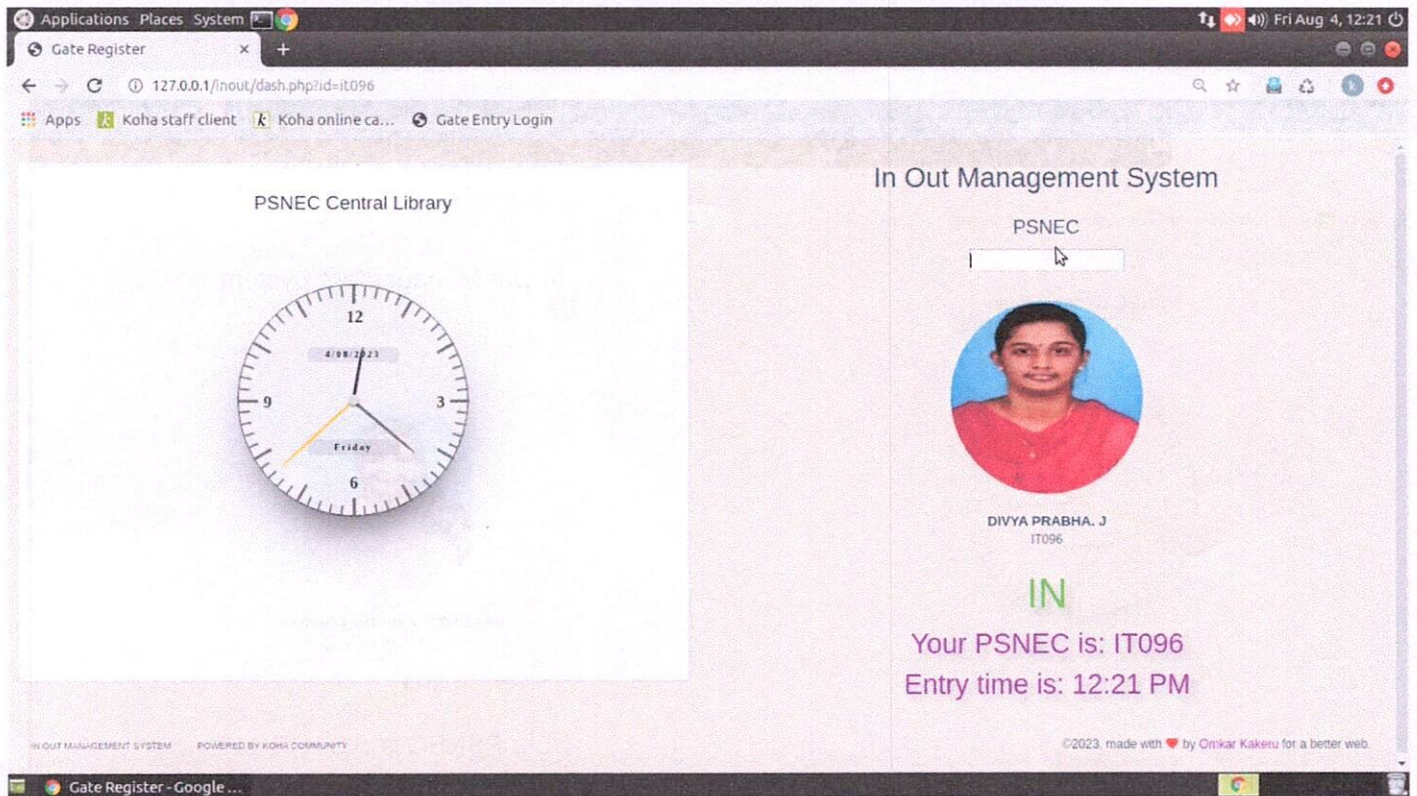 Applications Places System
Fri Aug 4, 12:21
Gate Register
127.0.0.1/inout/dash.php?id=it096
Apps Koha staff client Koha online ca... Gate Entry Login
PSNEC Central Library
12
4/08/2023
9
3
Friday
6
In Out Management System
PSNEC
DIVYA PRABHA. J
IT096
IN
Your PSNEC is: IT096
Entry time is: 12:21 PM
IN OUT MANAGEMENT SYSTEM POWERED BY KOHA COMMUNITY
©2023, made with ❤ by Omkar Kakeru for a better web.
Gate Register - Google ...